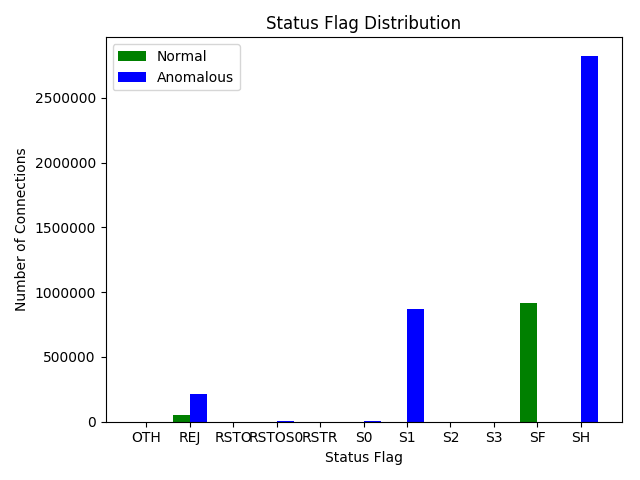 Status Flag Distribution
Normal
Anomalous
Number of Connections
2500000
2000000
1500000
1000000
500000
0
OTH REJ RSTO RSTOS0 RSTR S0 S1 S2 S3 SF SH
Status Flag